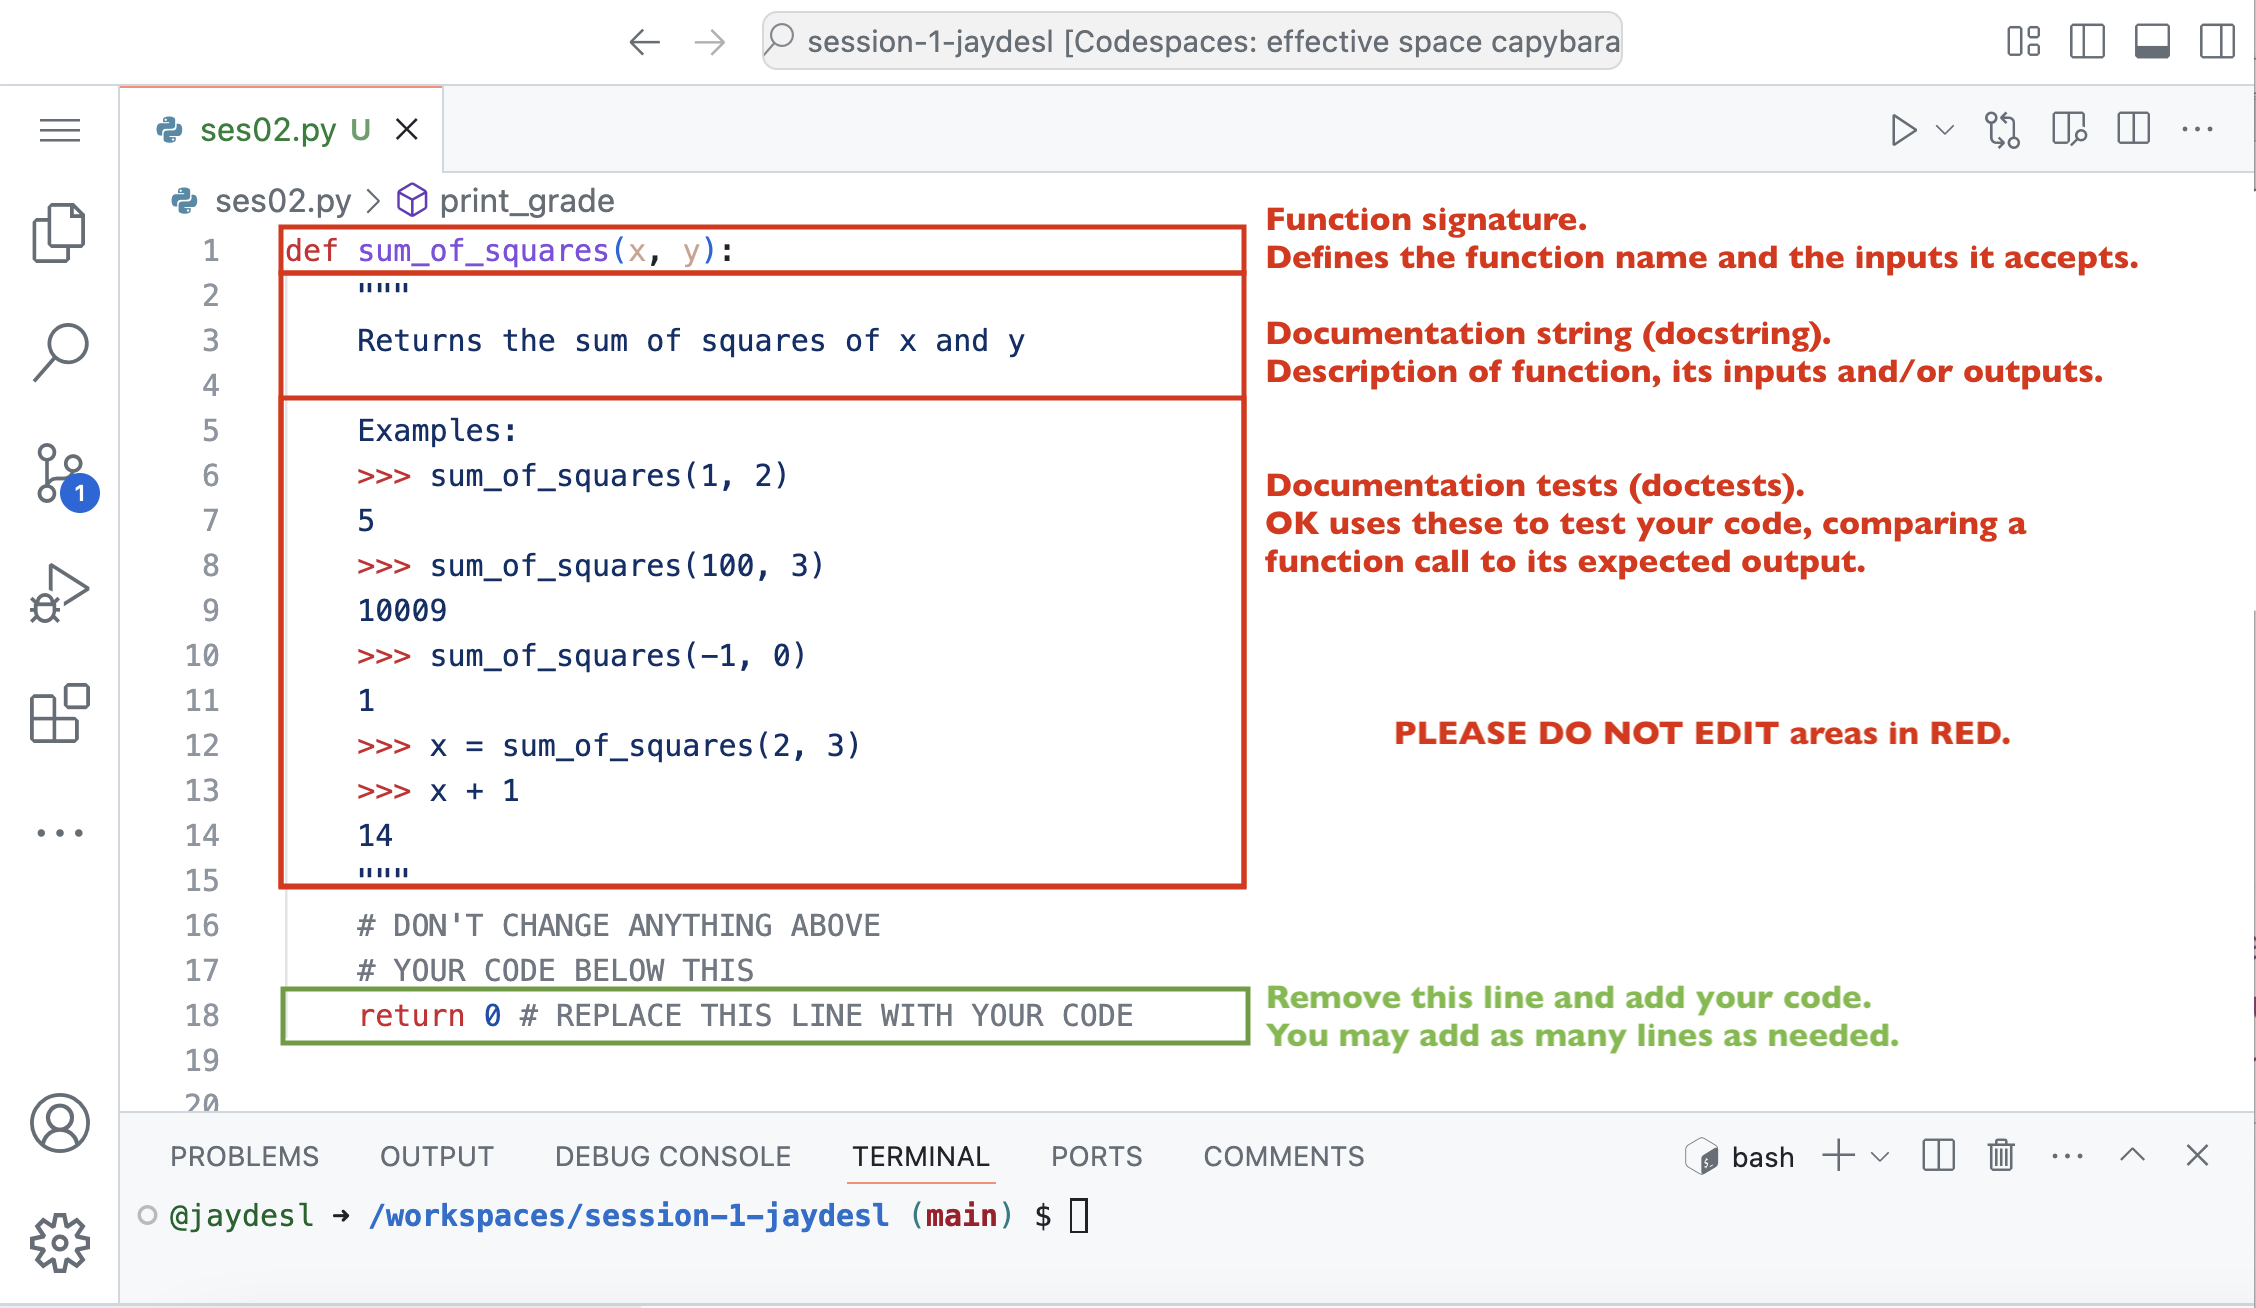 session-1-jaydesl [Codespaces: effective space capybara
ses02.py U
ses02.py > print_grade
1 def sum_of_squares(x, y):
2 """
3 Returns the sum of squares of x and y
4
5 Examples:
6 >>> sum_of_squares(1, 2)
7 5
8 >>> sum_of_squares(100, 3)
9 10009
10 >>> sum_of_squares(-1, 0)
11 1
12 >>> x = sum_of_squares(2, 3)
13 >>> x + 1
14 14
15 """
16 # DON'T CHANGE ANYTHING ABOVE
17 # YOUR CODE BELOW THIS
18 return 0 # REPLACE THIS LINE WITH YOUR CODE
19
20
Function signature.
Defines the function name and the inputs it accepts.
Documentation string (docstring).
Description of function, its inputs and/or outputs.
Documentation tests (doctests).
OK uses these to test your code, comparing a
function call to its expected output.
PLEASE DO NOT EDIT areas in RED.
Remove this line and add your code.
You may add as many lines as needed.
1
PROBLEMS OUTPUT DEBUG CONSOLE TERMINAL PORTS COMMENTS bash
@jaydesl → /workspaces/session-1-jaydesl (main) $